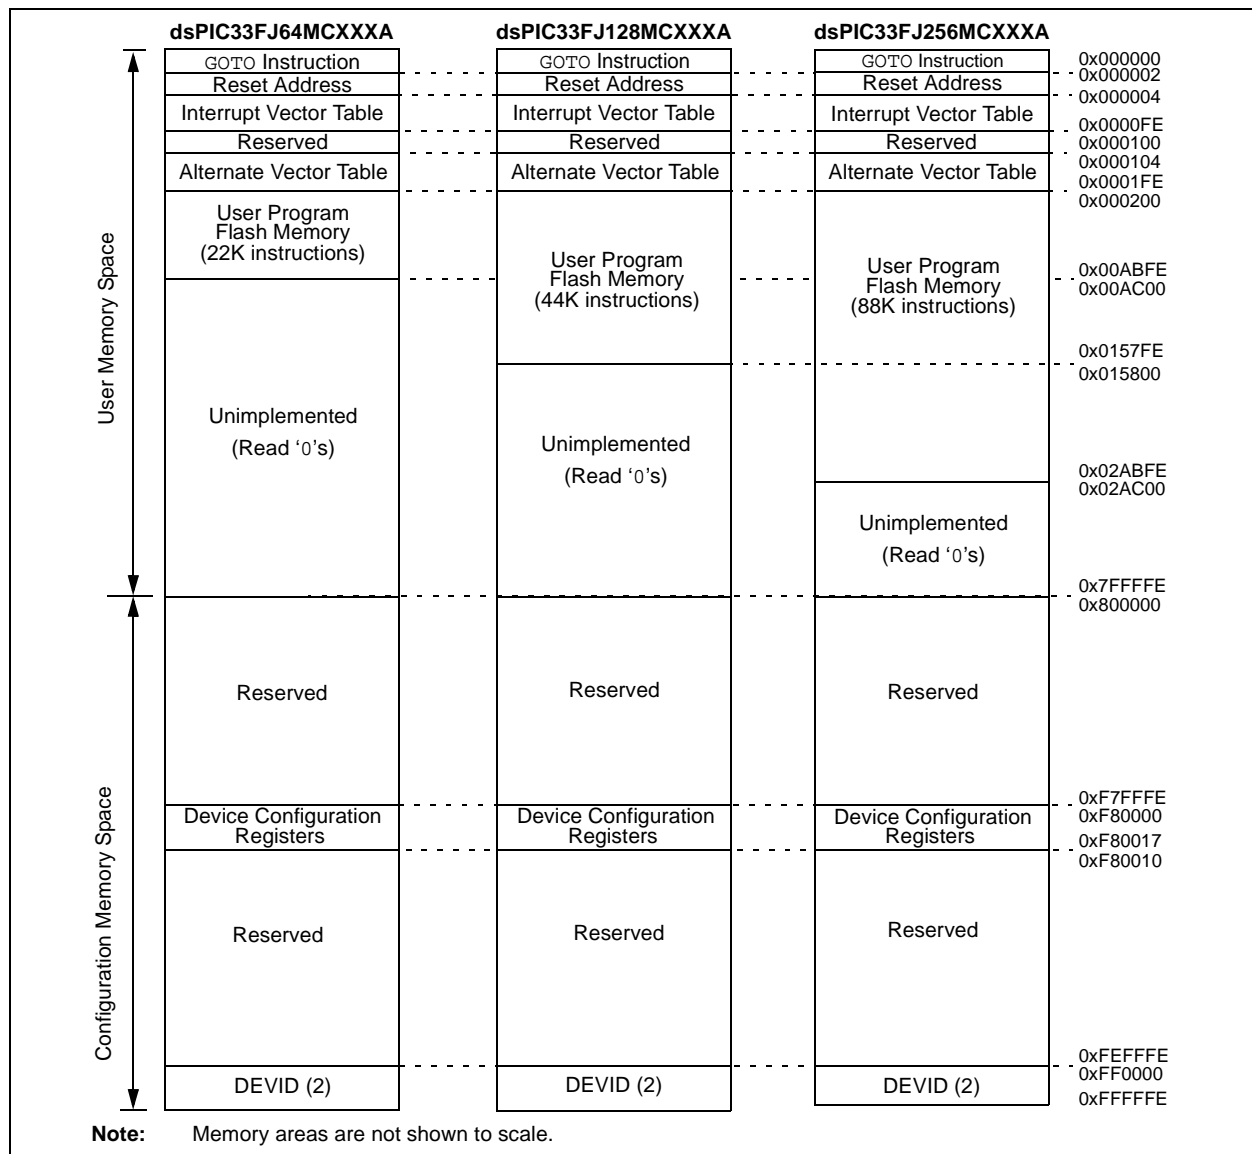 dsPIC33FJ64MCXXXA
dsPIC33FJ128MCXXXA
dsPIC33FJ256MCXXXA
User Memory Space
Configuration Memory Space
GOTO Instruction
Reset Address
Interrupt Vector Table
Reserved
Alternate Vector Table
User Program
Flash Memory
(22K instructions)
Unimplemented
(Read ‘0’s)
Reserved
Device Configuration
Registers
Reserved
DEVID (2)
GOTO Instruction
Reset Address
Interrupt Vector Table
Reserved
Alternate Vector Table
User Program
Flash Memory
(44K instructions)
Unimplemented
(Read ‘0’s)
Reserved
Device Configuration
Registers
Reserved
DEVID (2)
GOTO Instruction
Reset Address
Interrupt Vector Table
Reserved
Alternate Vector Table
User Program
Flash Memory
(88K instructions)
Unimplemented
(Read ‘0’s)
Reserved
Device Configuration
Registers
Reserved
DEVID (2)
0x000000
0x000002
0x000004
0x0000FE
0x000100
0x000104
0x0001FE
0x000200
0x00ABFE
0x00AC00
0x0157FE
0x015800
0x02ABFE
0x02AC00
0x7FFFFE
0x800000
0xF7FFFE
0xF80000
0xF80017
0xF80010
0xFEFFFE
0xFF0000
0xFFFFFE
Note: Memory areas are not shown to scale.